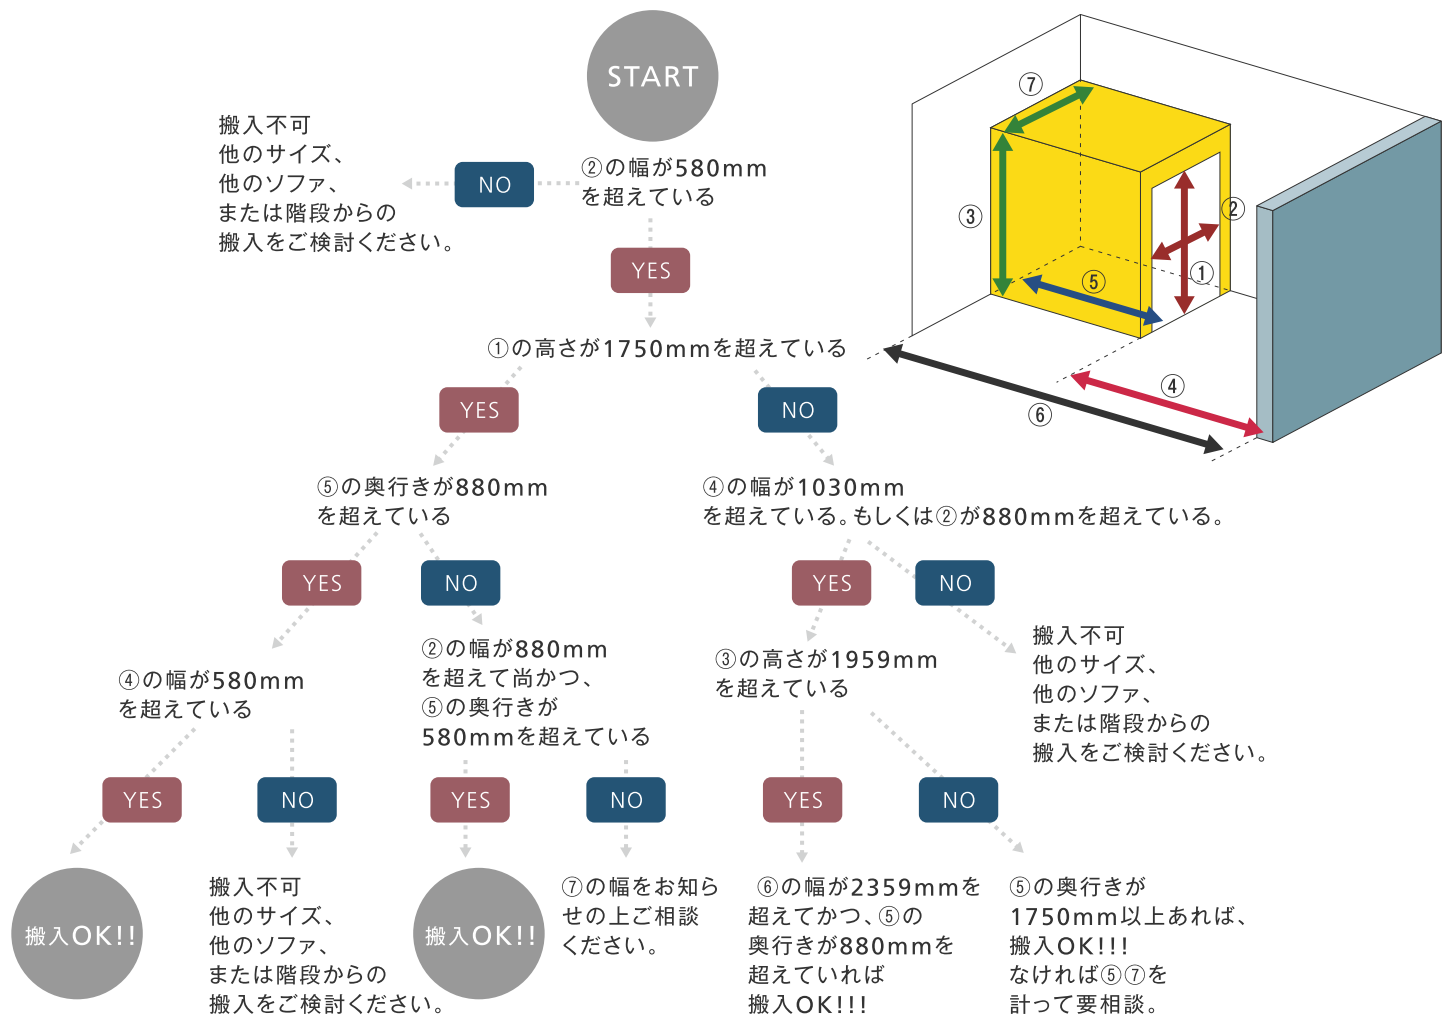 START
②の幅が580mm
を超えている
NO
搬入不可
他のサイズ、
他のソファ、
または階段からの
搬入をご検討ください。
YES
①の高さが1750mmを超えている
YES
NO
⑤の奥行きが880mm
を超えている
④の幅が1030mm
を超えている。もしくは②が880mmを超えている。
YES
NO
YES
NO
④の幅が580mm
を超えている
②の幅が880mm
を超えて尚かつ、
⑤の奥行きが
580mmを超えている
③の高さが1959mm
を超えている
搬入不可
他のサイズ、
他のソファ、
または階段からの
搬入をご検討ください。
YES
NO
YES
NO
YES
NO
搬入OK!!
搬入不可
他のサイズ、
他のソファ、
または階段からの
搬入をご検討ください。
搬入OK!!
⑦の幅をお知ら
せの上ご相談
ください。
⑥の幅が2359mmを
超えてかつ、⑤の
奥行きが880mmを
超えていれば
搬入OK!!!
⑤の奥行きが
1750mm以上あれば、
搬入OK!!!
なければ⑤⑦を
計って要相談。
⑦
③
②
①
⑤
④
⑥